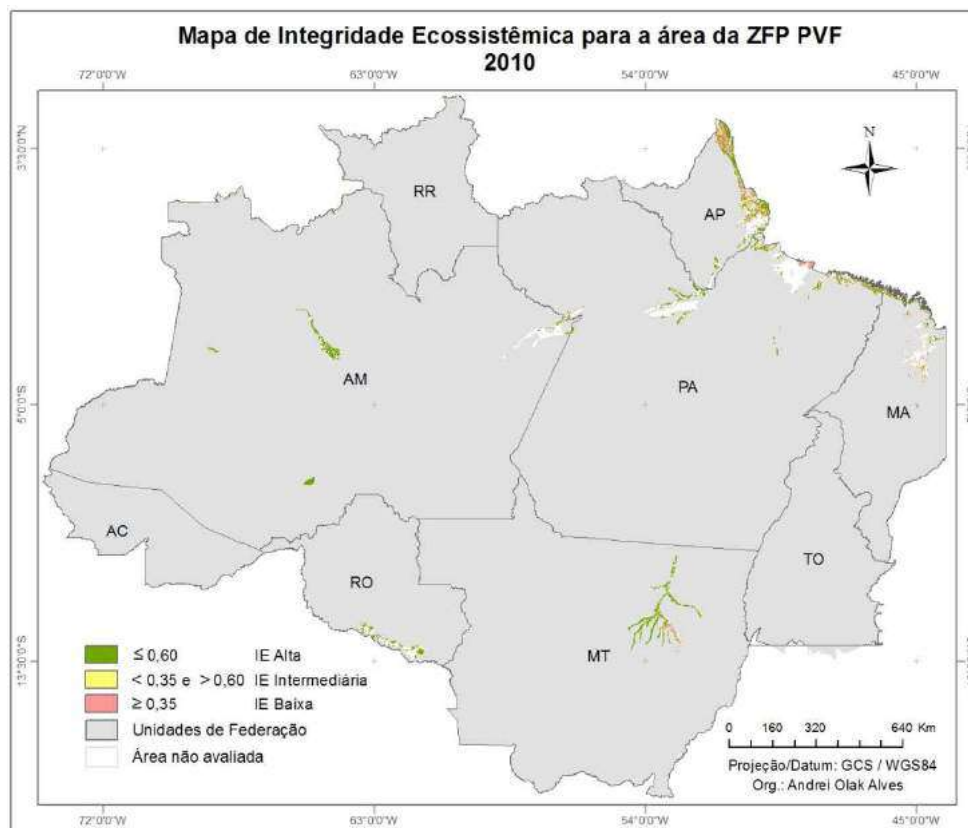 Mapa de Integridade Ecossistêmica para a área da ZFP PVF
2010
72°0'0"W 63°0'0"W 54°0'0"W 45°0'0"W
3°30'0"N
N
RR
AP
AM
PA
5°0'0"S
MA
AC
TO
RO
MT
13°30'0"S
≤ 0,60 IE Alta
< 0,35 e > 0,60 IE Intermediária
≥ 0,35 IE Baixa
Unidades de Federação
Área não avaliada
0 160 320 640 Km
Projeção/Datum: GCS / WGS84
Org.: Andrei Olak Alves
72°0'0"W 63°0'0"W 54°0'0"W 45°0'0"W